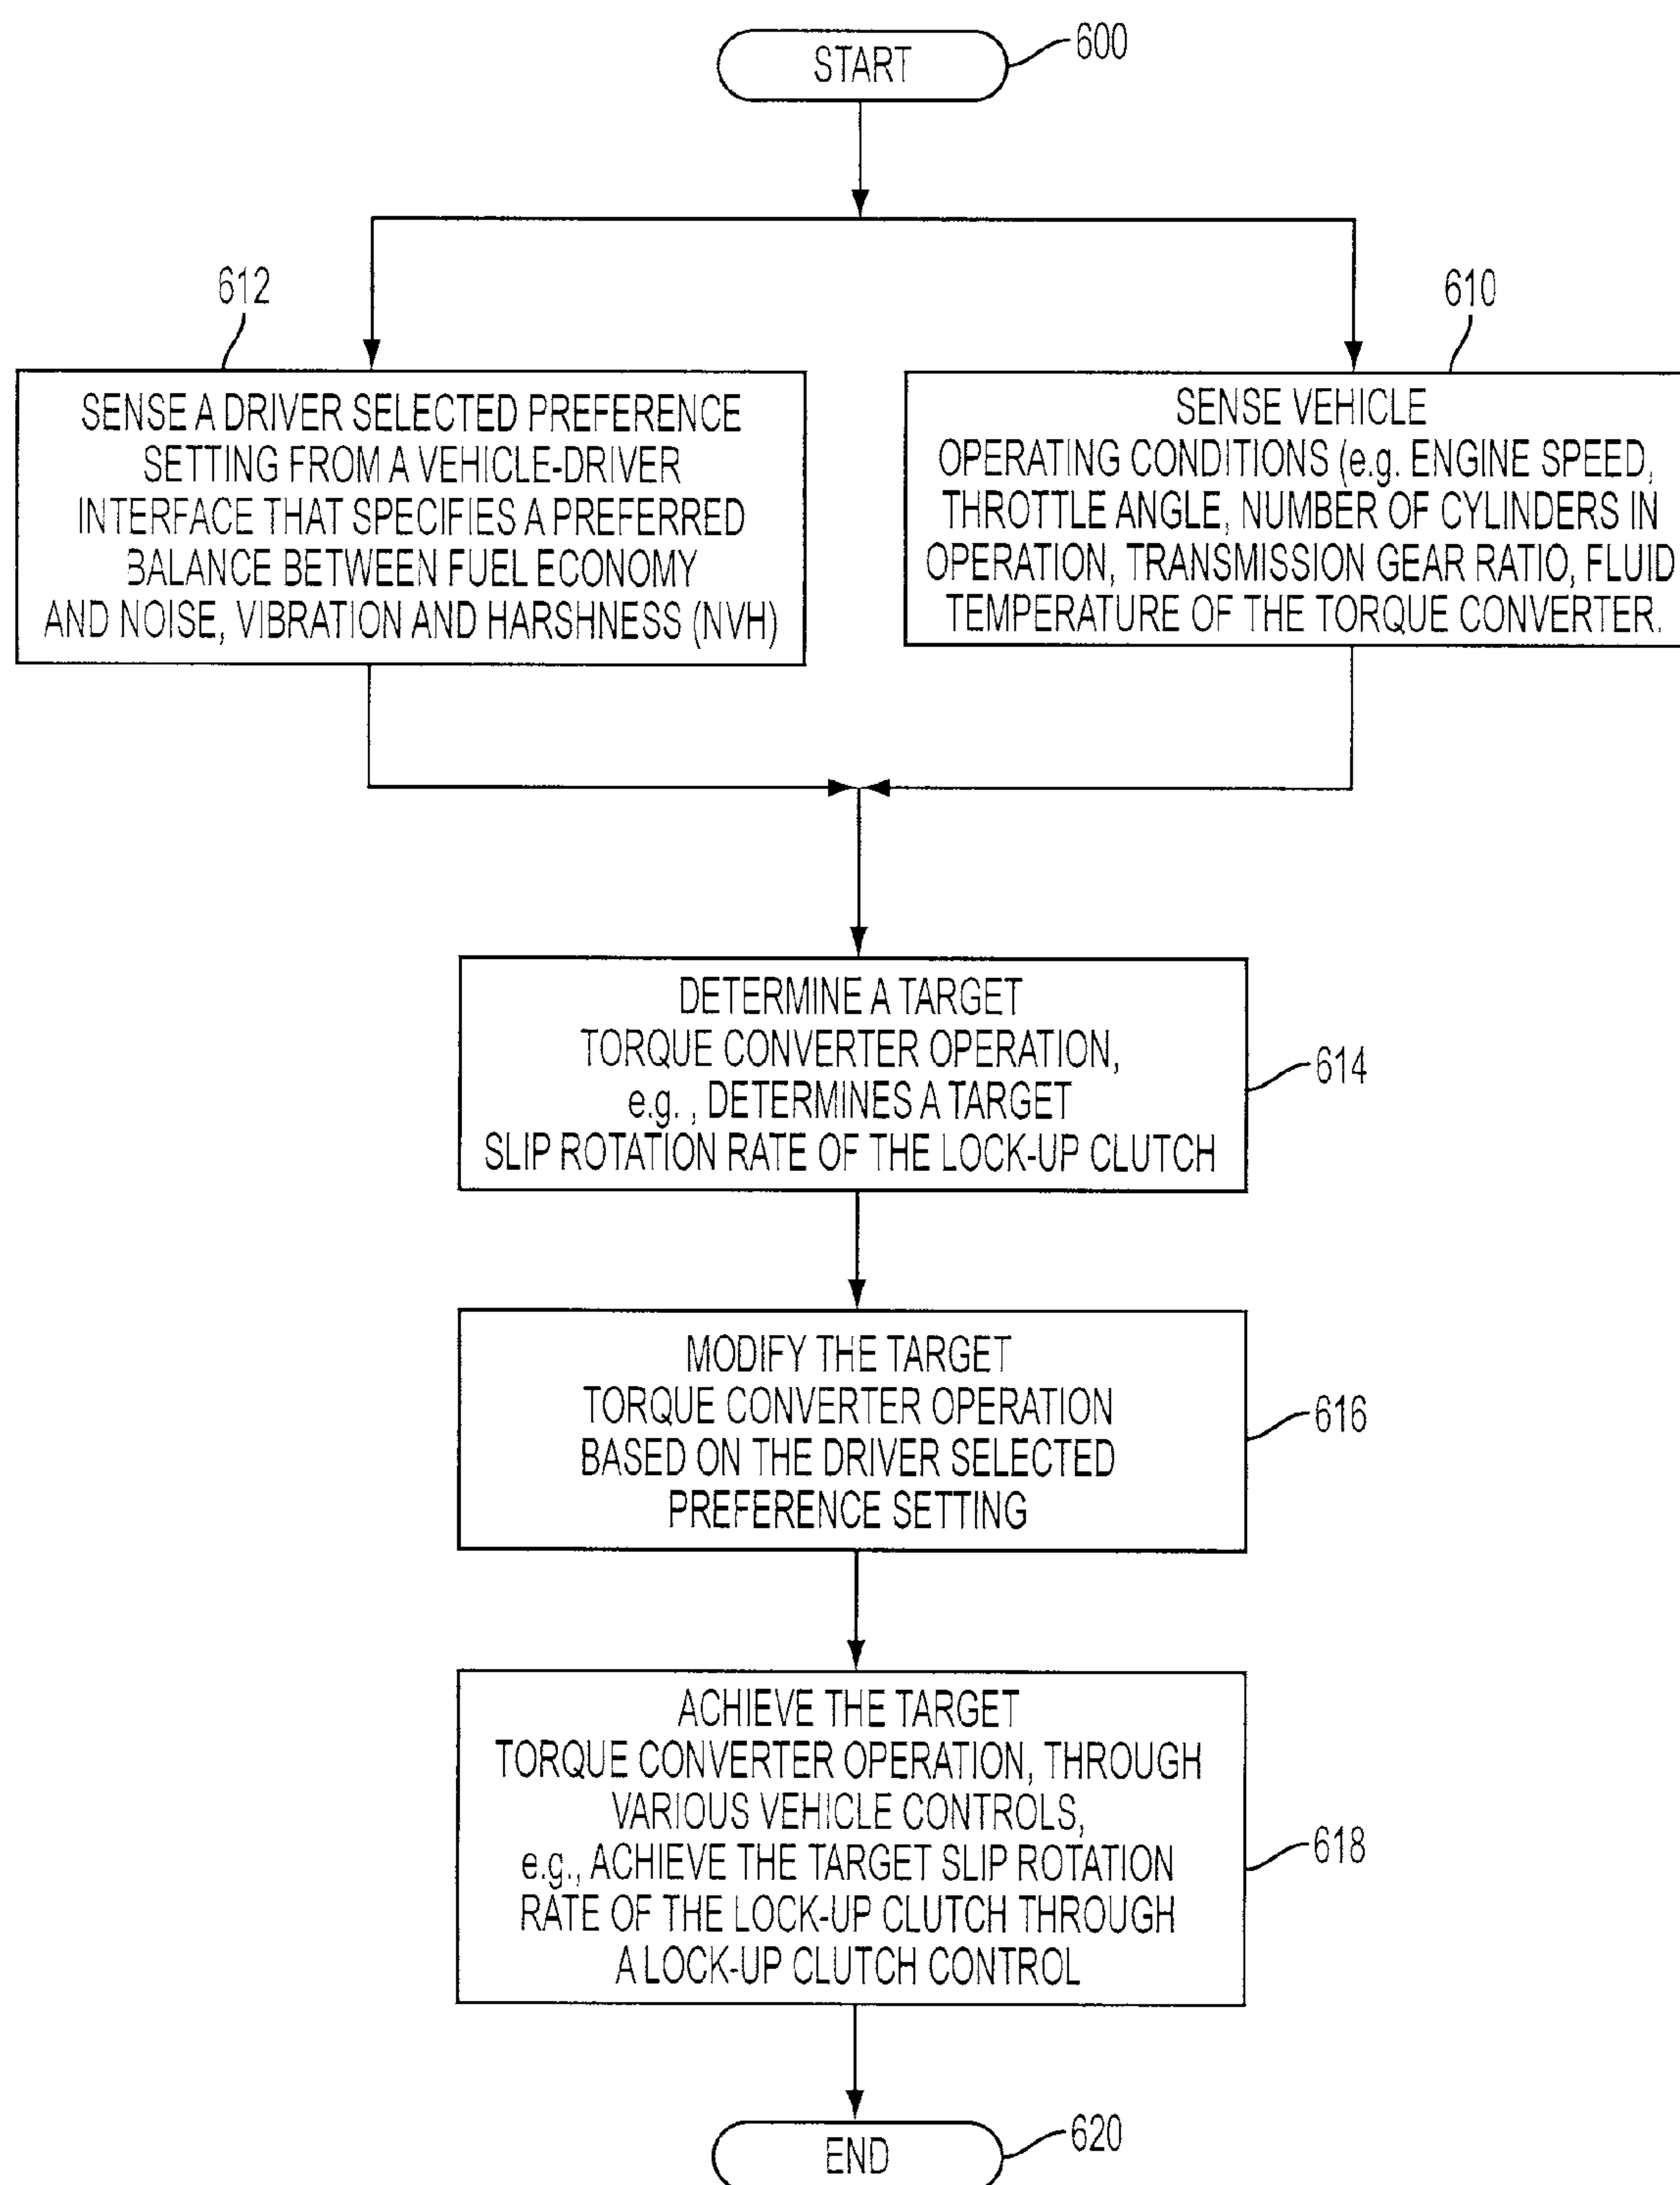 START
600
612
SENSE A DRIVER SELECTED PREFERENCE
SETTING FROM A VEHICLE-DRIVER
INTERFACE THAT SPECIFIES A PREFERRED
BALANCE BETWEEN FUEL ECONOMY
AND NOISE, VIBRATION AND HARSHNESS (NVH)
610
SENSE VEHICLE
OPERATING CONDITIONS (e.g. ENGINE SPEED,
THROTTLE ANGLE, NUMBER OF CYLINDERS IN
OPERATION, TRANSMISSION GEAR RATIO, FLUID
TEMPERATURE OF THE TORQUE CONVERTER.
DETERMINE A TARGET
TORQUE CONVERTER OPERATION,
e.g. , DETERMINES A TARGET
SLIP ROTATION RATE OF THE LOCK-UP CLUTCH
614
MODIFY THE TARGET
TORQUE CONVERTER OPERATION
BASED ON THE DRIVER SELECTED
PREFERENCE SETTING
616
ACHIEVE THE TARGET
TORQUE CONVERTER OPERATION, THROUGH
VARIOUS VEHICLE CONTROLS,
e.g., ACHIEVE THE TARGET SLIP ROTATION
RATE OF THE LOCK-UP CLUTCH THROUGH
A LOCK-UP CLUTCH CONTROL
618
END
620